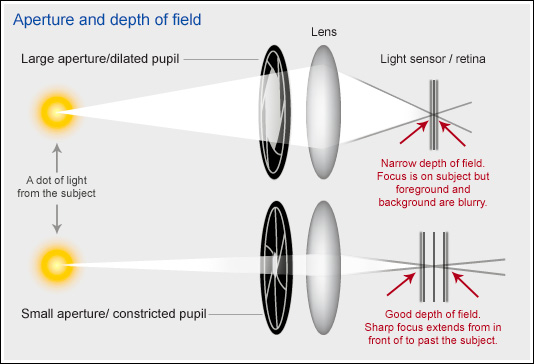 Aperture and depth of field
Lens
Large aperture/dilated pupil
Light sensor / retina
Narrow depth of field.
Focus is on subject but
foreground and
background are blurry.
A dot of light
from the subject
Small aperture/ constricted pupil
Good depth of field.
Sharp focus extends from in
front of to past the subject.